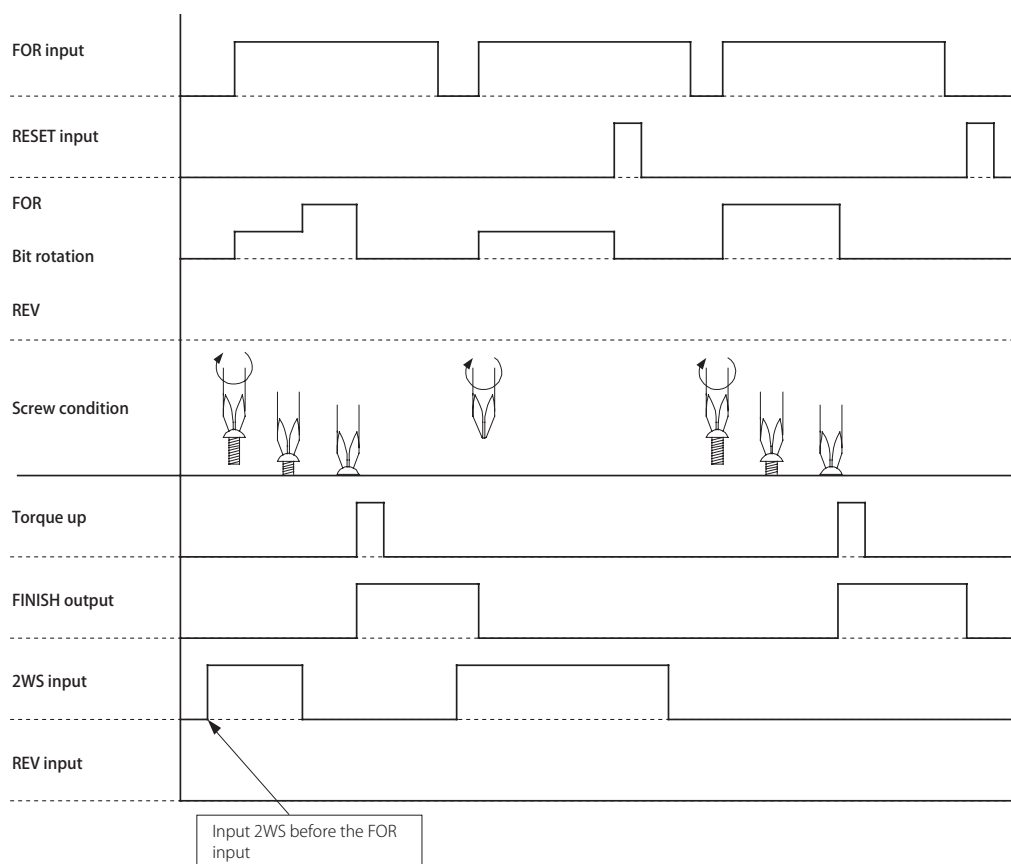 FOR input
RESET input
FOR
Bit rotation
REV
Screw condition
Torque up
FINISH output
2WS input
REV input
Input 2WS before the FOR
input